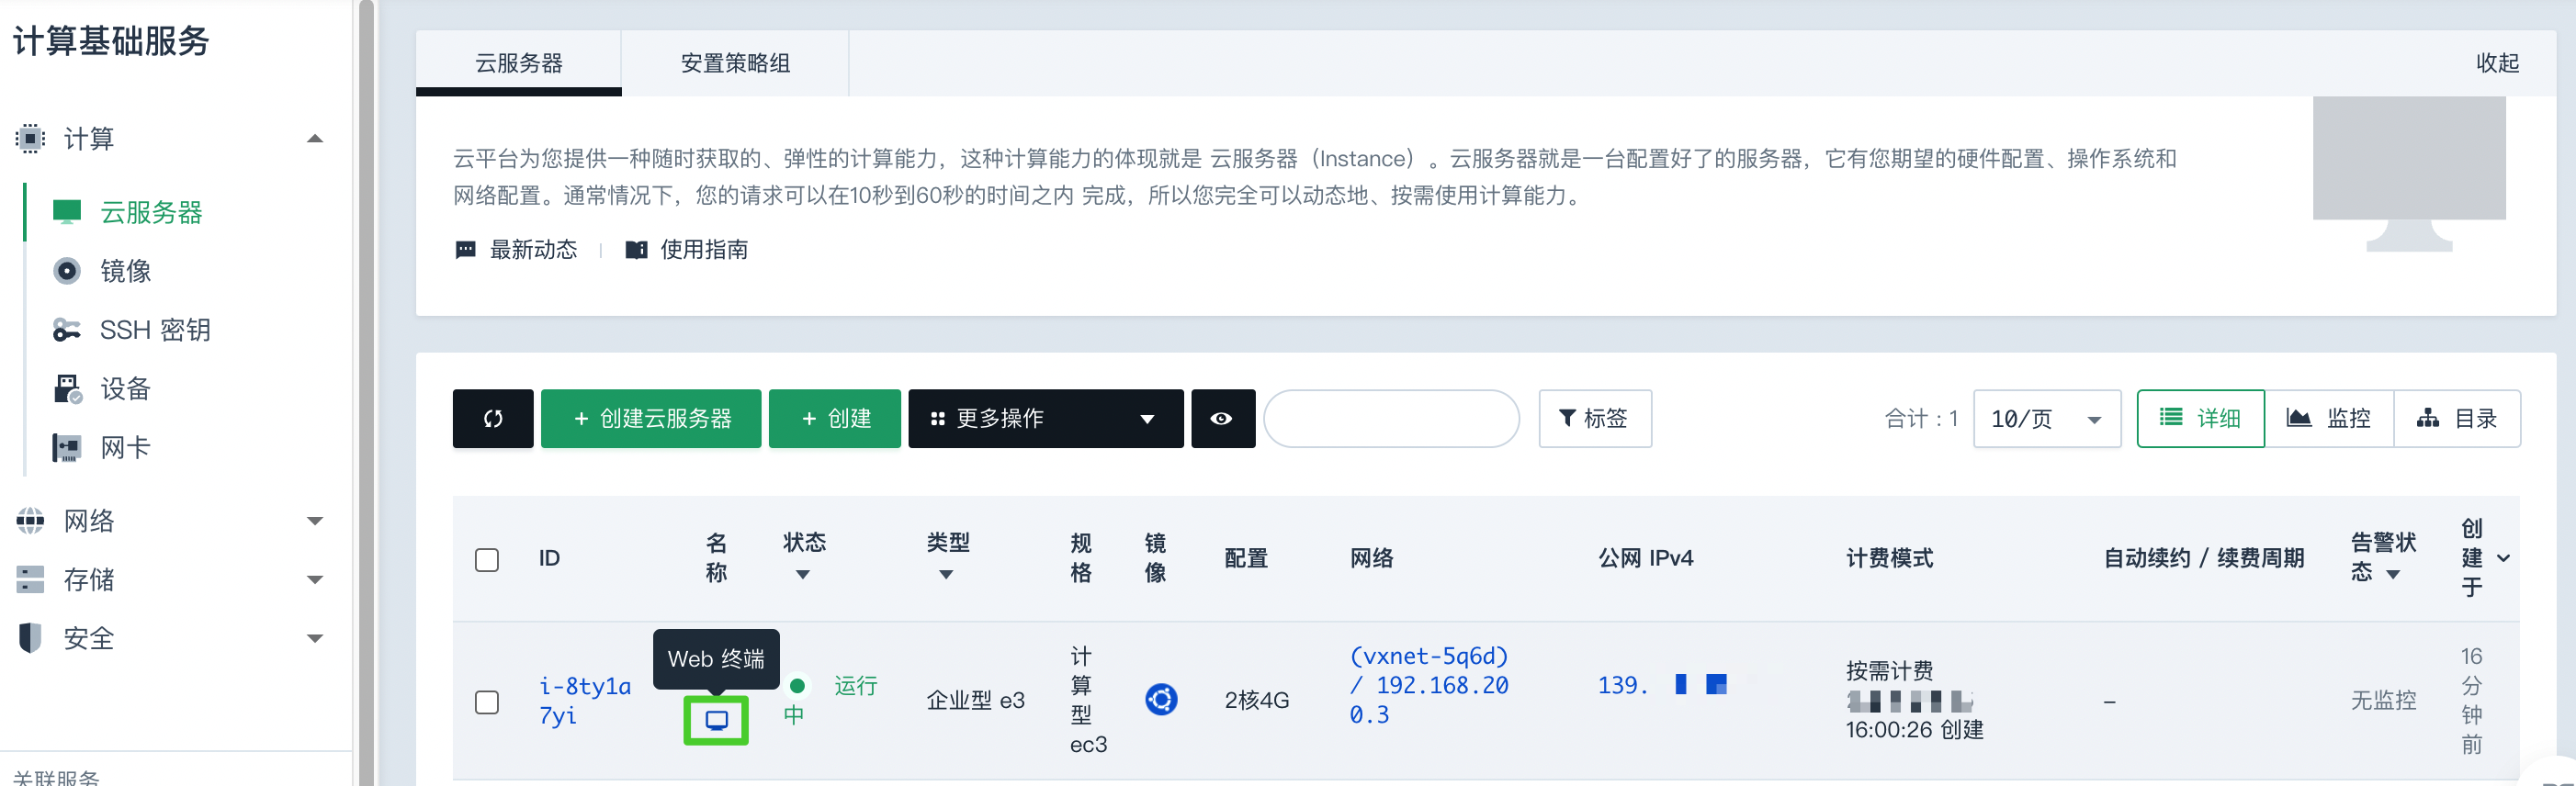 计算基础服务
计算
云服务器
镜像
SSH 密钥
设备
网卡
网络
存储
安全
关联服务
云服务器
安置策略组
收起
云平台为您提供一种随时获取的、弹性的计算能力，这种计算能力的体现就是 云服务器（Instance）。云服务器就是一台配置好了的服务器，它有您期望的硬件配置、操作系统和
网络配置。通常情况下，您的请求可以在10秒到60秒的时间之内 完成，所以您完全可以动态地、按需使用计算能力。
最新动态
使用指南
+ 创建云服务器
+ 创建
更多操作
标签
合计：1
10/页
详细
监控
目录
ID
名
称
状态
类型
规
格
镜
像
配置
网络
公网 IPv4
计费模式
自动续约 / 续费周期
告警状
态
创
建
于
Web 终端
i-8ty1a
7yi
运行
中
企业型 e3
计
算
型
ec3
2核4G
(vxnet-5q6d)
/ 192.168.20
0.3
139.
按需计费
16:00:26 创建
–
无监控
16
分
钟
前